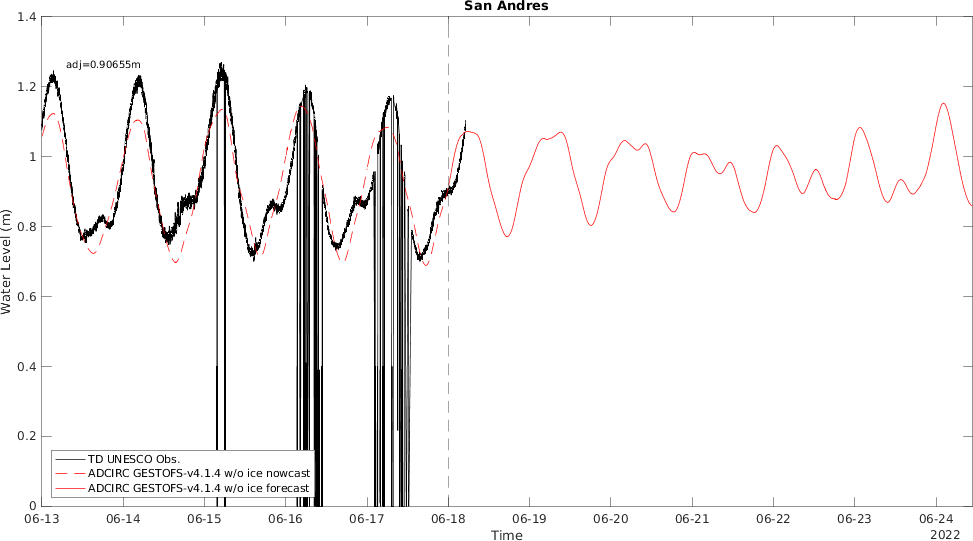 San Andres
1.4
1.2
1
0.8
0.6
0.4
0.2
0
Water Level (m)
adj=0.90655m
TD UNESCO Obs.
ADCIRC GESTOFS-v4.1.4 w/o ice nowcast
ADCIRC GESTOFS-v4.1.4 w/o ice forecast
06-13 06-14 06-15 06-16 06-17 06-18 06-19 06-20 06-21 06-22 06-23 06-24
Time
2022